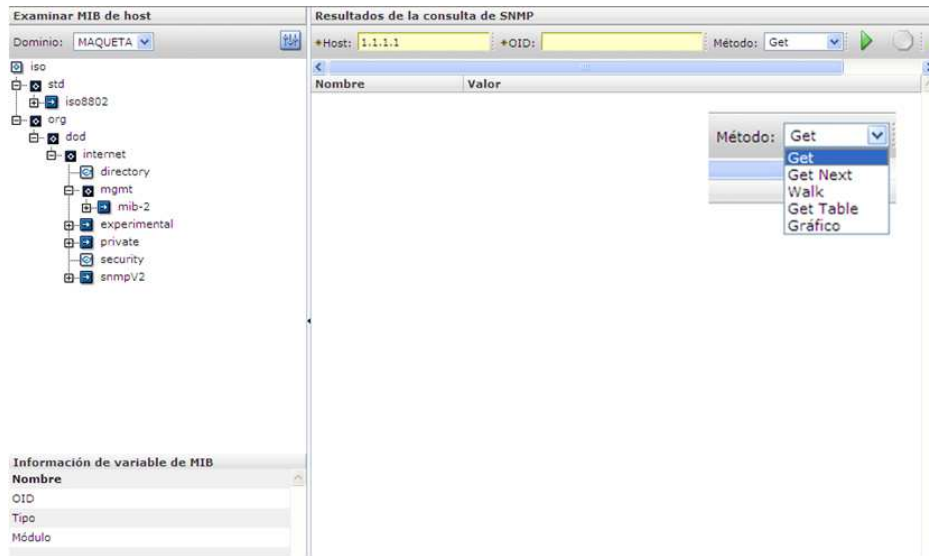 Examinar MIB de host
Dominio: MAQUETA
iso
std
iso8802
org
dod
internet
directory
mgmt
mib-2
experimental
private
security
snmpV2
Información de variable de MIB
Nombre
OID
Tipo
Módulo
Resultados de la consulta de SNMP
*Host: 1.1.1.1 *OID: Método: Get
Nombre Valor
Método: Get
Get
Get Next
Walk
Get Table
Gráfico